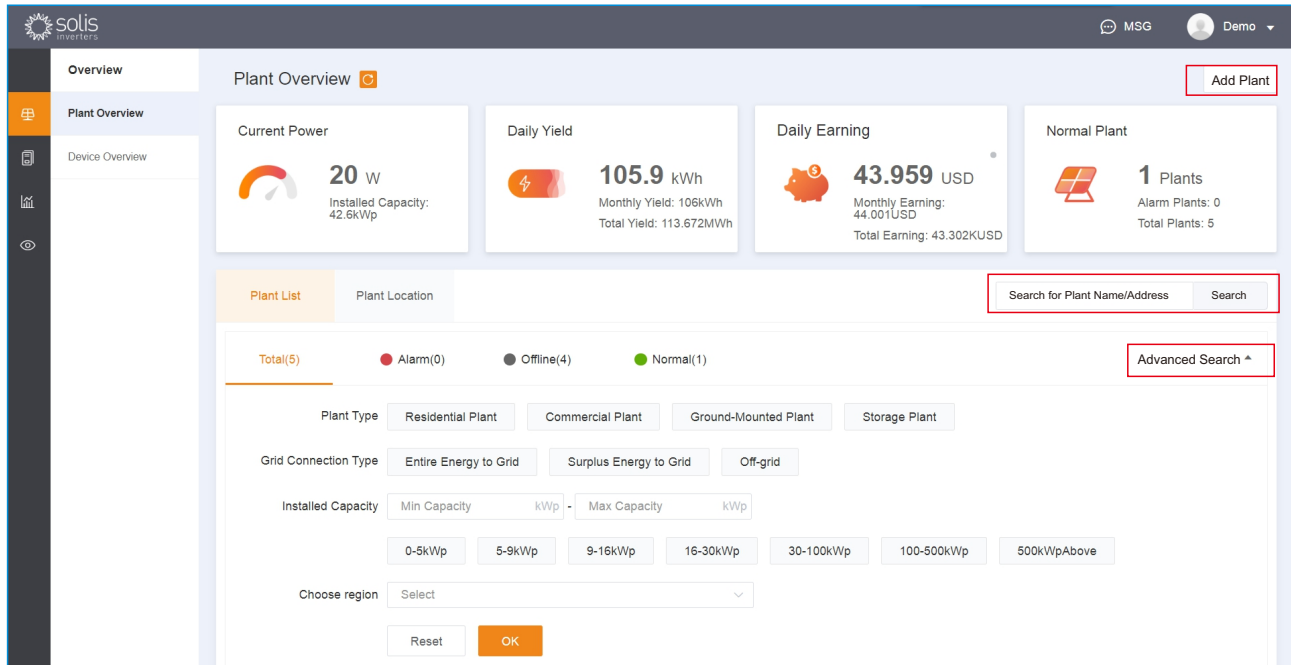 solis
inverters
MSG
Demo
Overview
Plant Overview
Device Overview
Plant Overview
Add Plant
Current Power
20 W
Installed Capacity:
42.6kWp
Daily Yield
105.9 kWh
Monthly Yield: 106kWh
Total Yield: 113.672MWh
Daily Earning
$
43.959 USD
Monthly Earning:
44.001USD
Total Earning: 43.302KUSD
Normal Plant
1 Plants
Alarm Plants: 0
Total Plants: 5
Plant List
Plant Location
Search for Plant Name/Address
Search
Total(5)
Alarm(0)
Offline(4)
Normal(1)
Advanced Search
Plant Type
Residential Plant
Commercial Plant
Ground-Mounted Plant
Storage Plant
Grid Connection Type
Entire Energy to Grid
Surplus Energy to Grid
Off-grid
Installed Capacity
Min Capacity kWp - Max Capacity kWp
0-5kWp
5-9kWp
9-16kWp
16-30kWp
30-100kWp
100-500kWp
500kWpAbove
Choose region
Select
Reset
OK